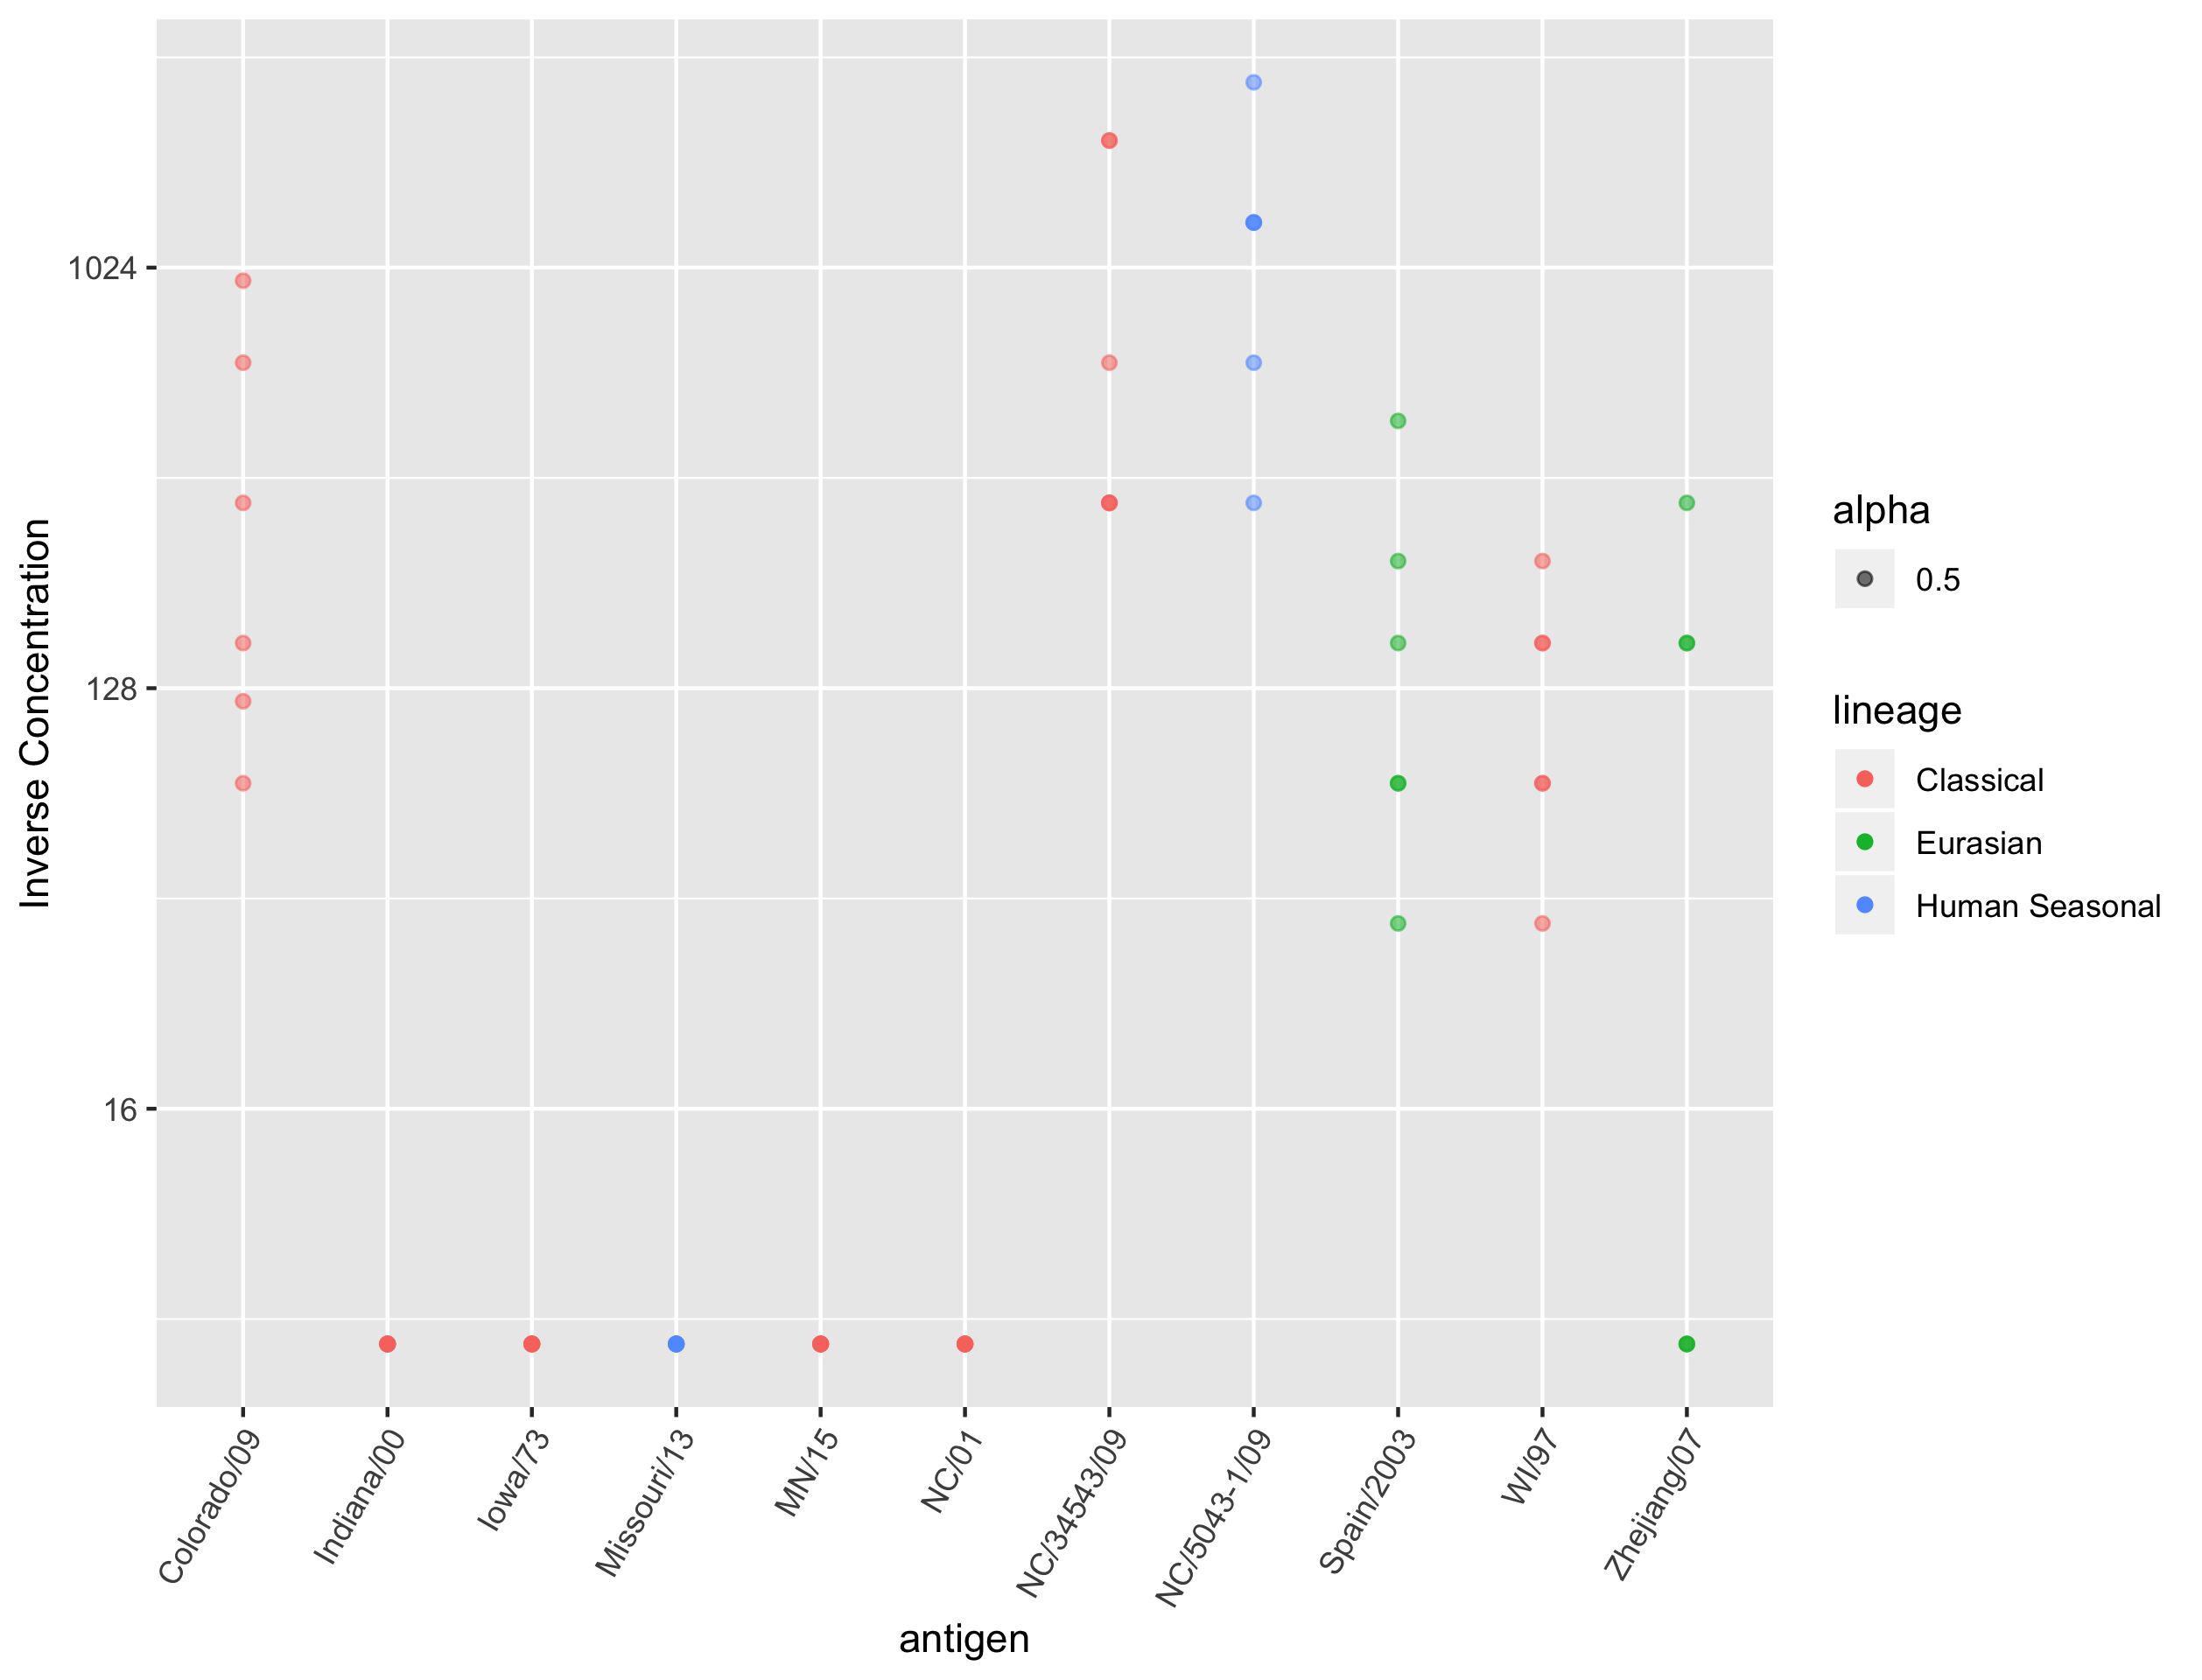 Inverse Concentration
1024
128
16
Colorado/09
Indiana/00
Iowa/73
Missouri/13
MN/15
NC/01
NC/34543/09
NC/5043-1/09
Spain/2003
WI/97
Zhejiang/07
antigen
alpha
0.5
lineage
Classical
Eurasian
Human Seasonal